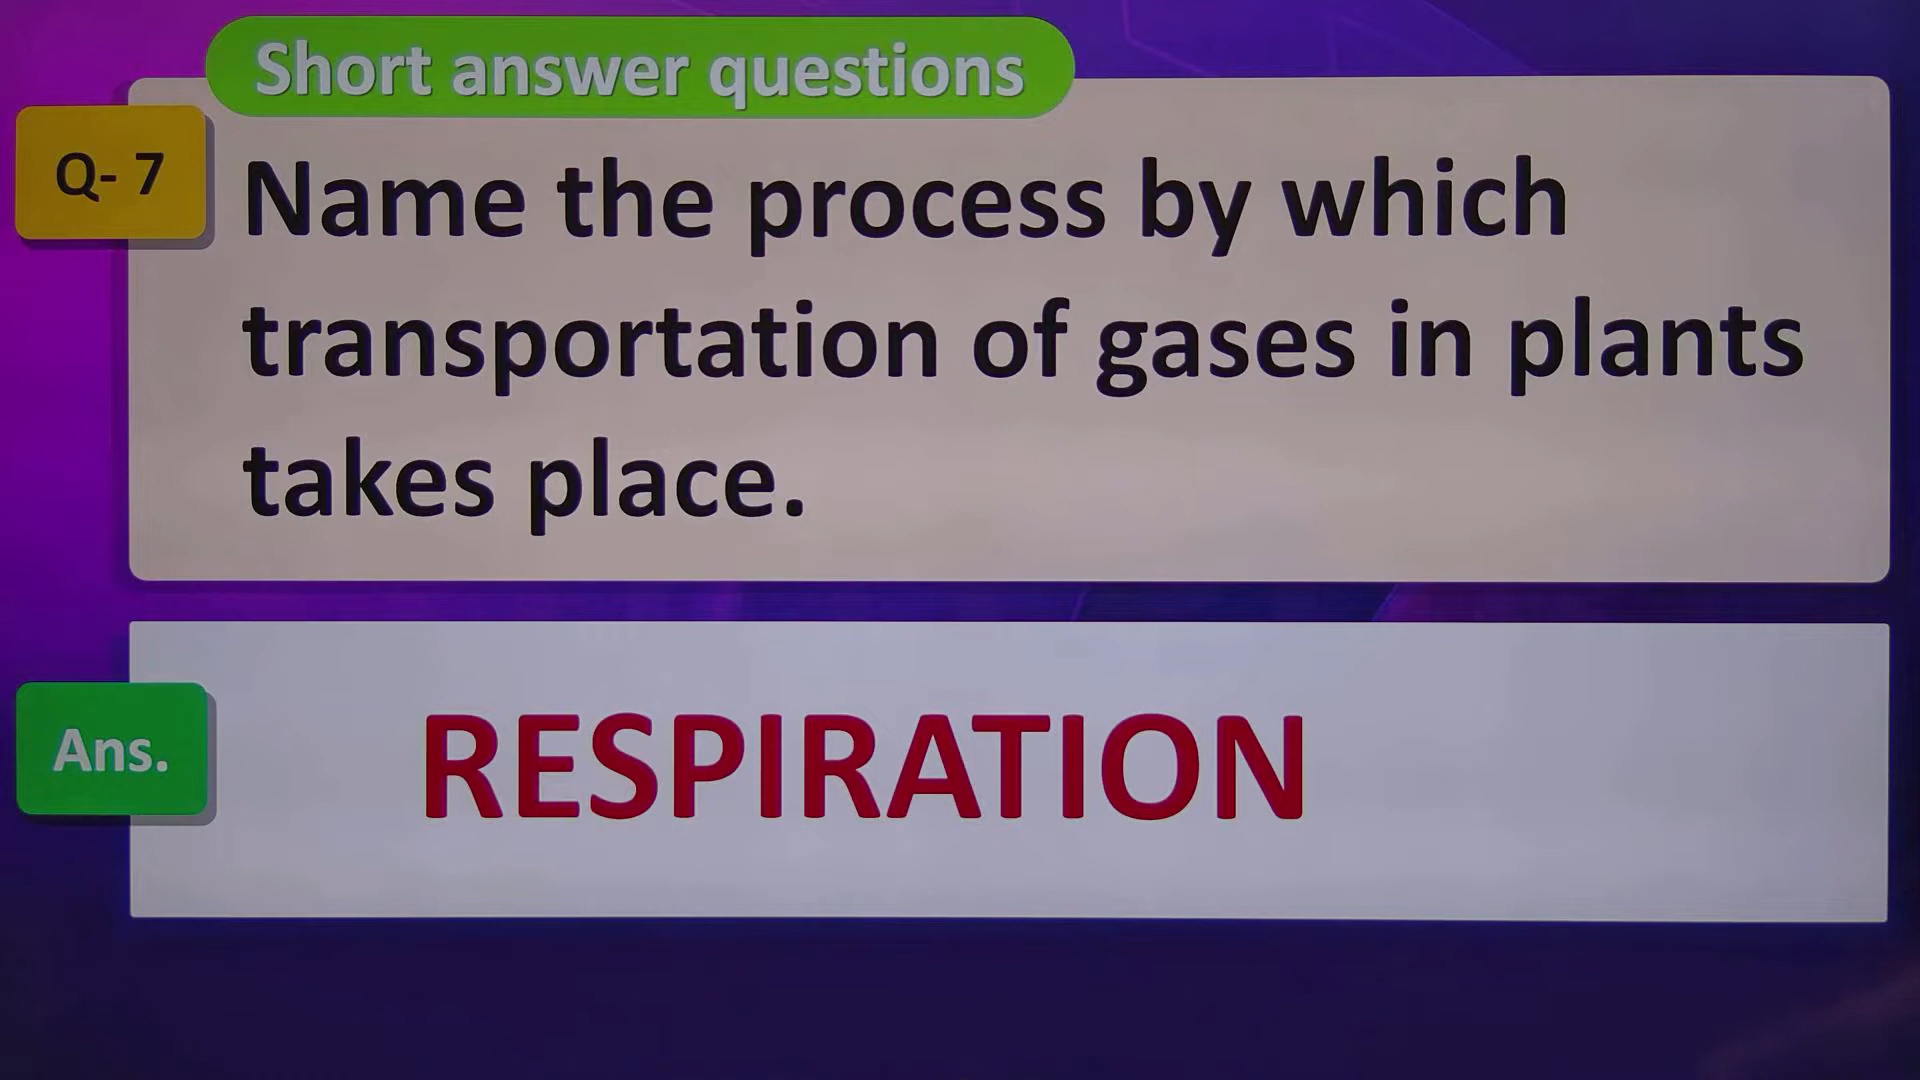 Short answer questions
Q- 7
Name the process by which
transportation of gases in plants
takes place.
Ans.
RESPIRATION